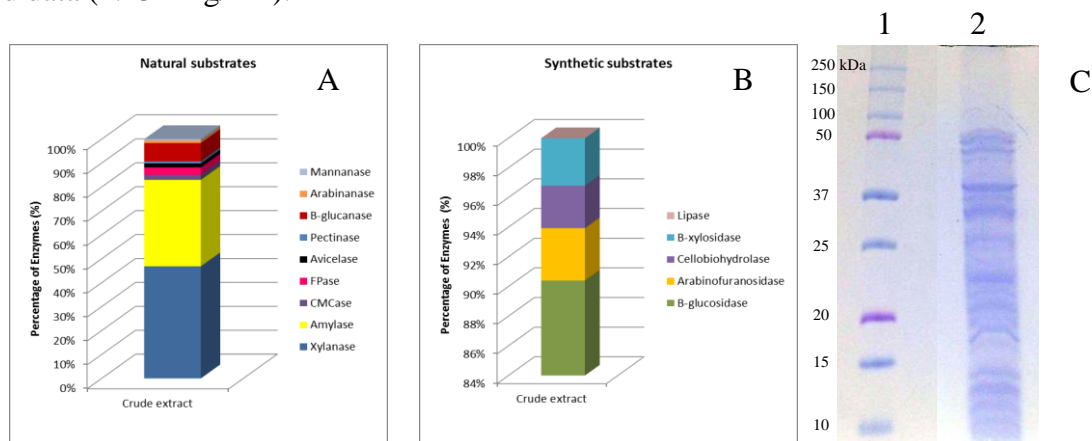 Natural substrates
A
Percentage of Enzymes (%)
100%
90%
80%
70%
60%
50%
40%
30%
20%
10%
0%
Crude extract
Mannanase
Arabinanase
B-glucanase
Pectinase
Avicelase
FPase
CMCase
Amylase
Xylanase
Synthetic substrates
B
Percentage of Enzymes (%)
100%
98%
96%
94%
92%
90%
88%
86%
84%
Crude extract
Lipase
B-xylosidase
Cellobiohydrolase
Arabinofuranosidase
B-glucosidase
1 2
C
250 kDa
150
100
50
37
25
20
15
10